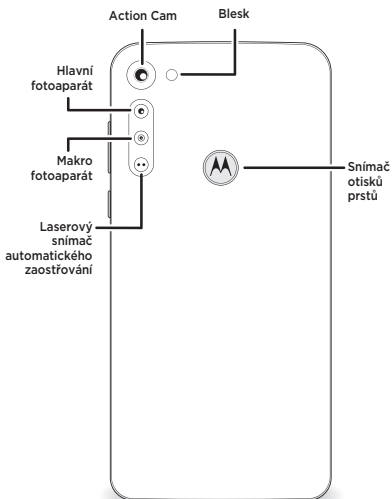 Action Cam
Blesk
Hlavní
fotoaparát
Makro
fotoaparát
Laserový
snímač
automatického
zaostřování
Snímač
otisků
prstů